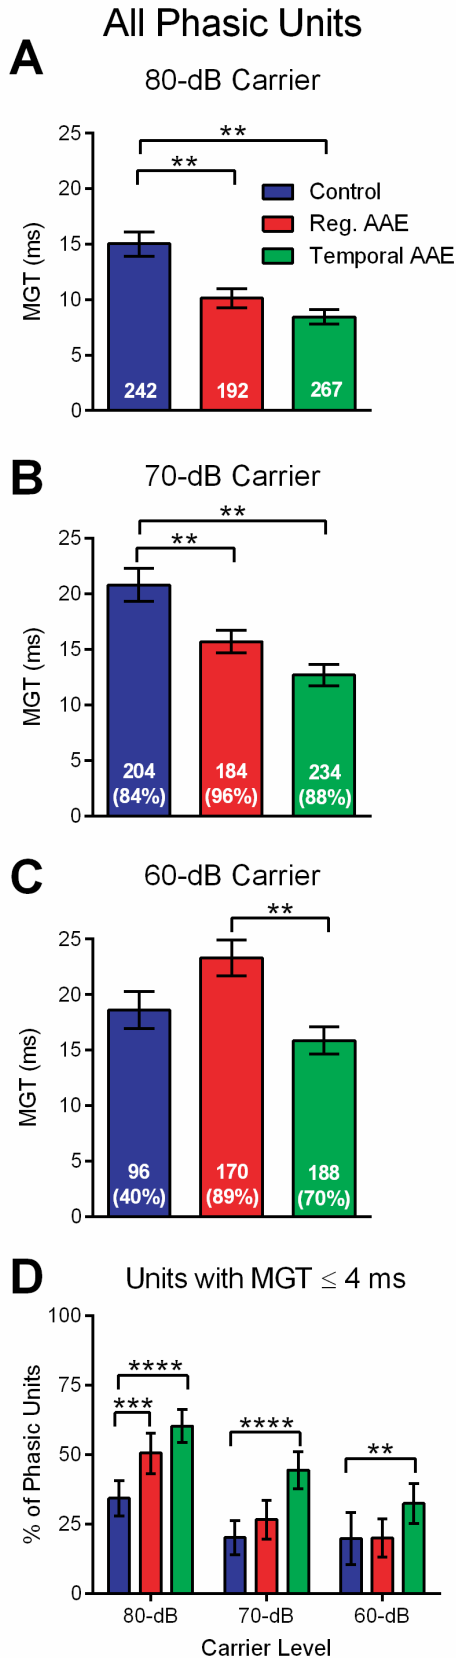 All Phasic Units
A
80-dB Carrier
25
20
15
10
5
0
MGT (ms)
**
**
Control
Reg. AAE
Temporal AAE
242
192
267
B
70-dB Carrier
25
20
15
10
5
0
MGT (ms)
**
**
204
(84%)
184
(96%)
234
(88%)
C
60-dB Carrier
25
20
15
10
5
0
MGT (ms)
**
96
(40%)
170
(89%)
188
(70%)
D
Units with MGT ≤ 4 ms
100
75
50
25
0
% of Phasic Units
****
***
****
**
80-dB
70-dB
60-dB
Carrier Level